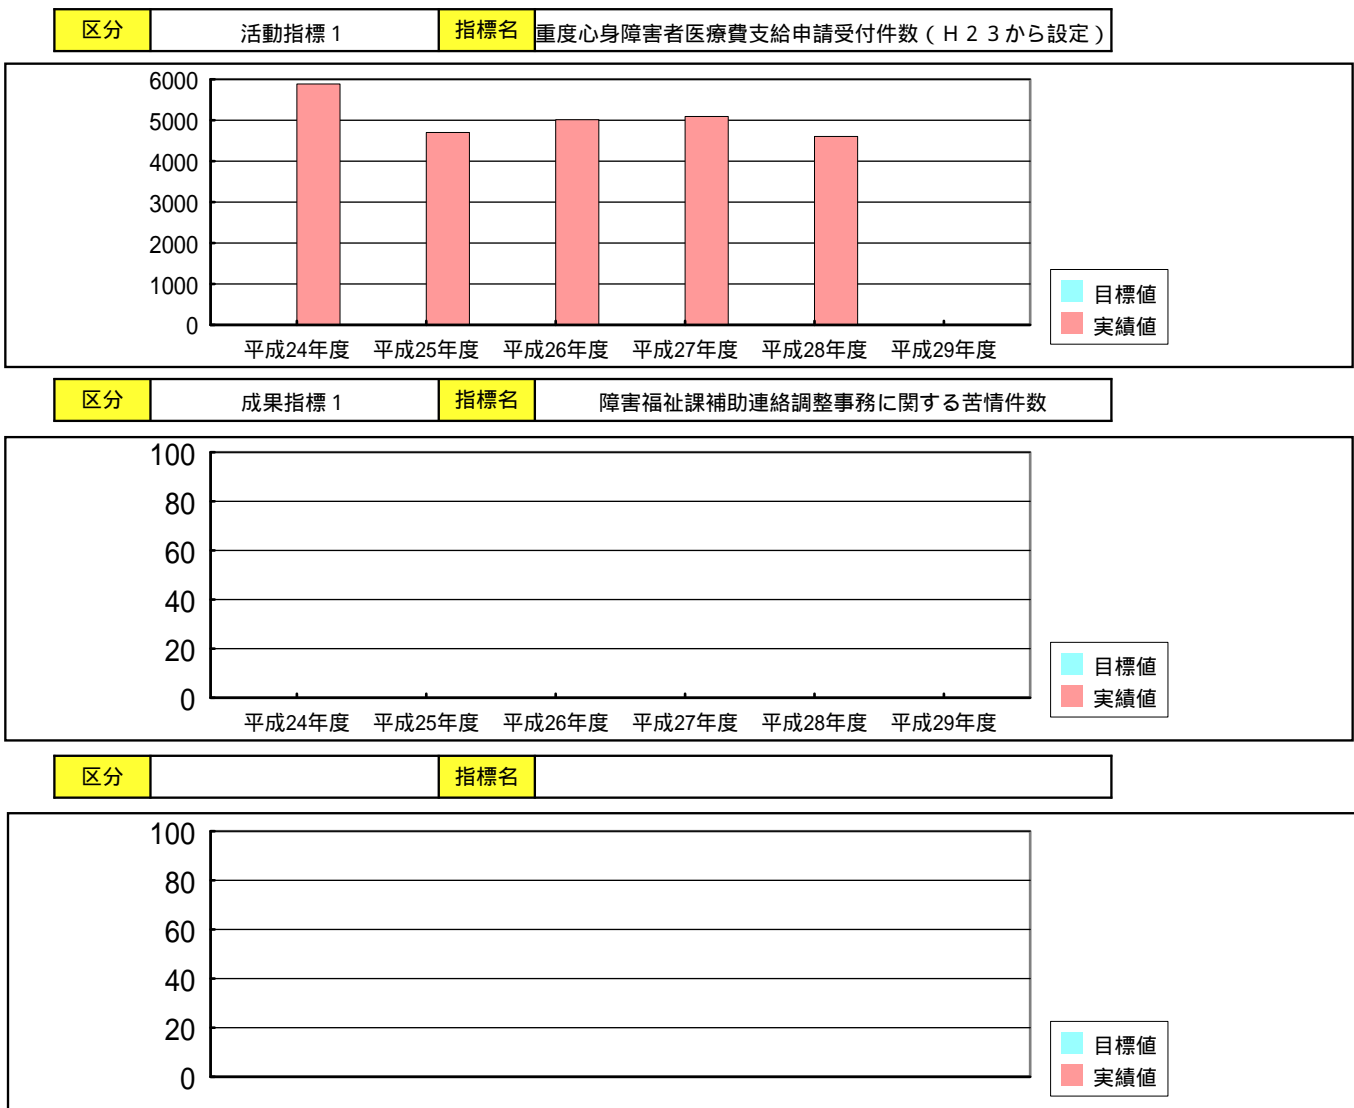 区分 活動指標１ 指標名 重度心身障害者医療費支給申請受付件数（Ｈ２３から設定）
6000
5000
4000
3000
2000
1000
0
平成24年度 平成25年度 平成26年度 平成27年度 平成28年度 平成29年度
目標値
実績値
区分 成果指標１ 指標名 障害福祉課補助連絡調整事務に関する苦情件数
100
80
60
40
20
0
平成24年度 平成25年度 平成26年度 平成27年度 平成28年度 平成29年度
目標値
実績値
区分 指標名
100
80
60
40
20
0
目標値
実績値